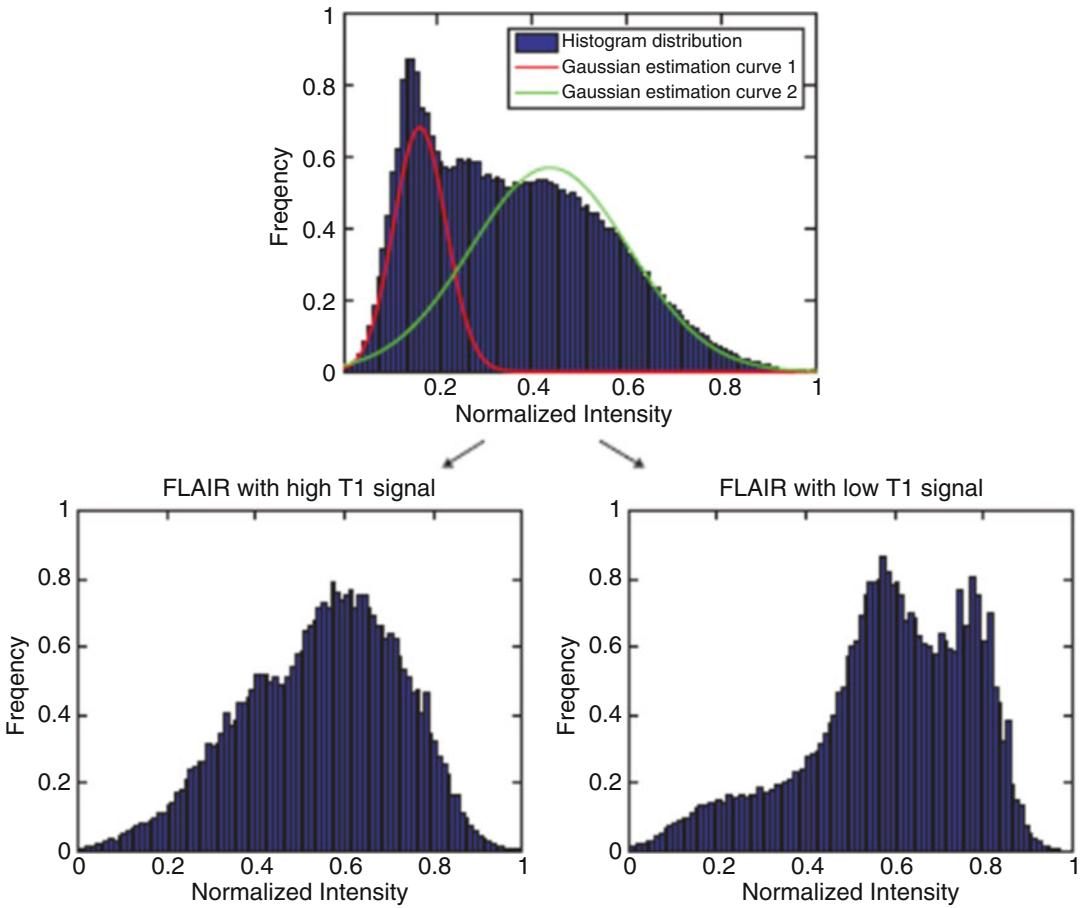 1
0.8
0.6
0.4
0.2
0
Freqency
Histogram distribution
Gaussian estimation curve 1
Gaussian estimation curve 2
0.2 0.4 0.6 0.8 1
Normalized Intensity
FLAIR with high T1 signal
1
0.8
0.6
0.4
0.2
0
Freqency
0 0.2 0.4 0.6 0.8 1
Normalized Intensity
FLAIR with low T1 signal
1
0.8
0.6
0.4
0.2
0
Freqency
0 0.2 0.4 0.6 0.8 1
Normalized Intensity